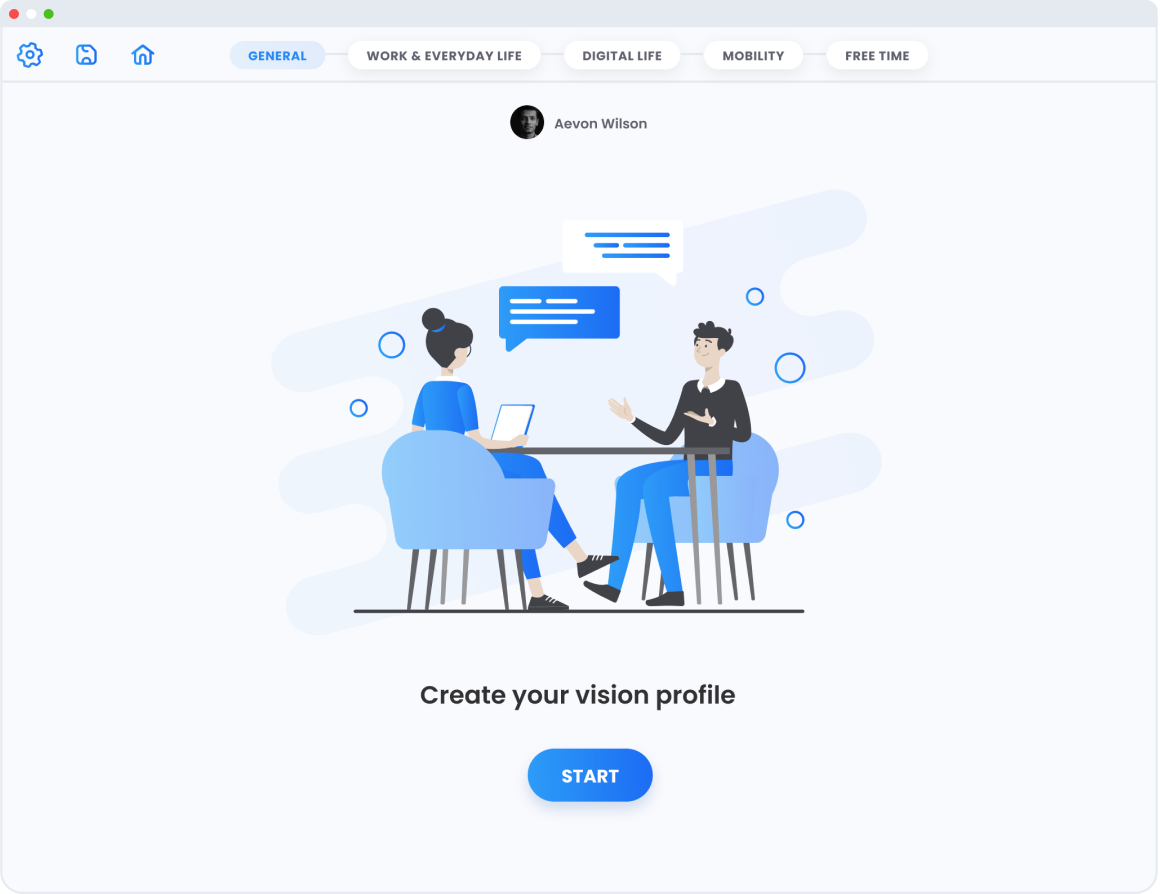 GENERAL
WORK & EVERYDAY LIFE
DIGITAL LIFE
MOBILITY
FREE TIME
Aevon Wilson
Create your vision profile
START